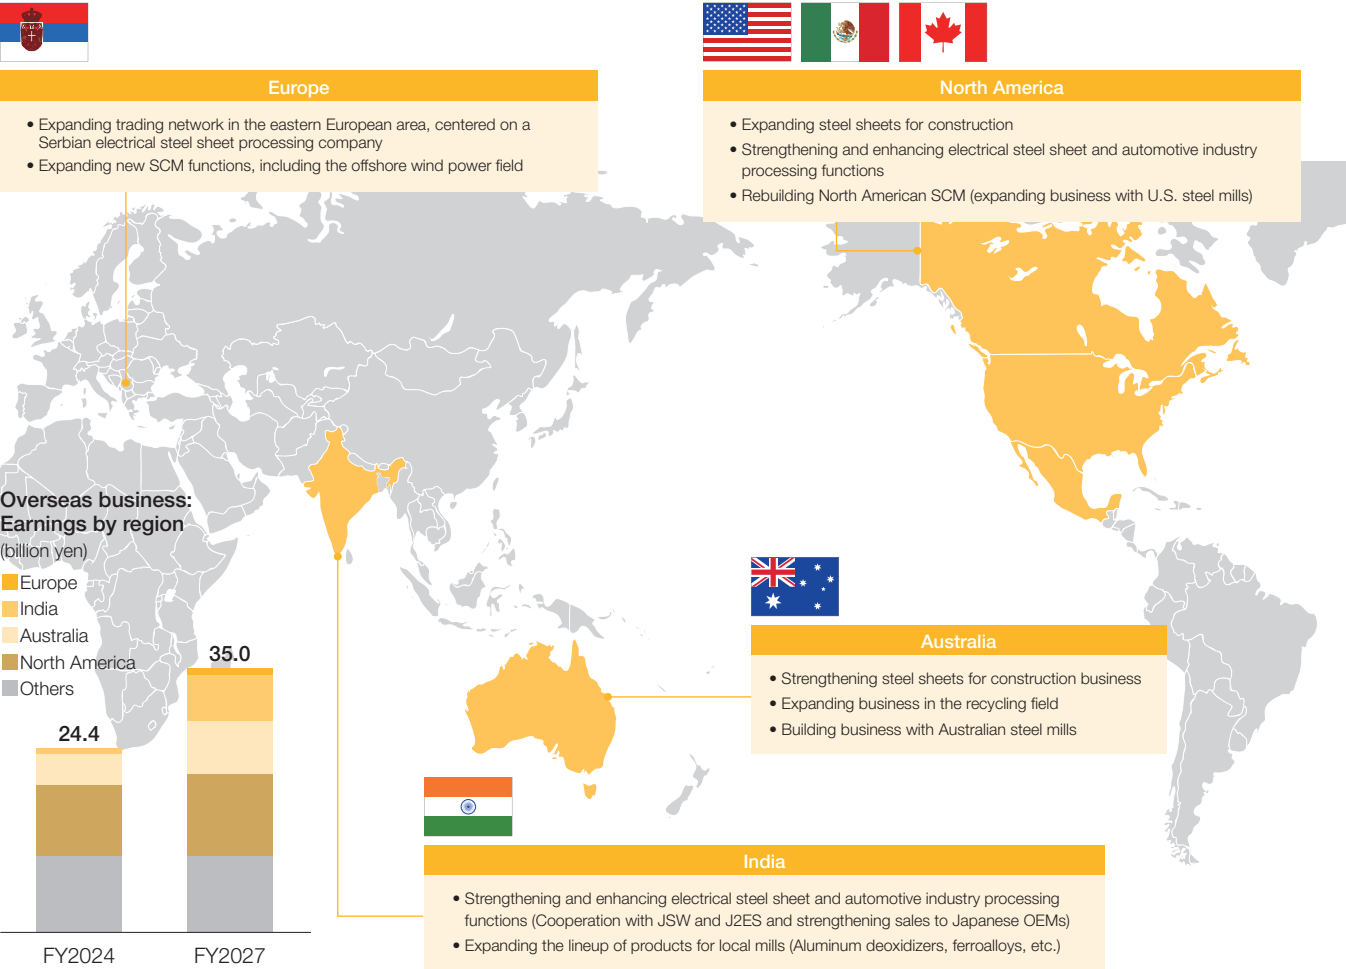 Europe
• Expanding trading network in the eastern European area, centered on a
Serbian electrical steel sheet processing company
• Expanding new SCM functions, including the offshore wind power field
North America
• Expanding steel sheets for construction
• Strengthening and enhancing electrical steel sheet and automotive industry
processing functions
• Rebuilding North American SCM (expanding business with U.S. steel mills)
Overseas business:
Earnings by region
(billion yen)
Europe
India
Australia
North America
Others
24.4
35.0
FY2024
FY2027
Australia
• Strengthening steel sheets for construction business
• Expanding business in the recycling field
• Building business with Australian steel mills
India
• Strengthening and enhancing electrical steel sheet and automotive industry processing
functions (Cooperation with JSW and J2ES and strengthening sales to Japanese OEMs)
• Expanding the lineup of products for local mills (Aluminum deoxidizers, ferroalloys, etc.)